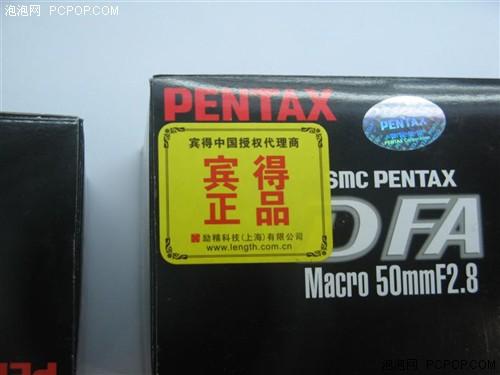 泡泡网 PCPOP.COM
PENTAX
PENTAX
宾得中国授权代理商
宾得
正品
励精科技(上海)有限公司
www.length.com.cn
smc PENTAX
DFA
Macro 50mmF2.8
泡泡网 PCPOP.COM